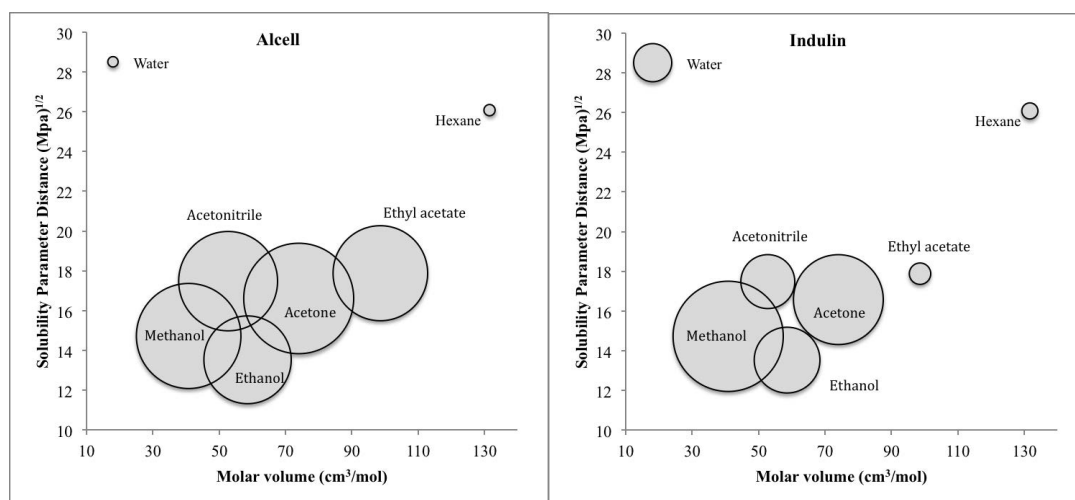 Alcell
Solubility Parameter Distance (Mpa)^1/2
30
28
26
24
22
20
18
16
14
12
10
Water
Hexane
Acetonitrile
Ethyl acetate
Methanol
Acetone
Ethanol
10
30
50
70
90
110
130
Molar volume (cm³/mol)
Indulin
Solubility Parameter Distance (Mpa)^1/2
30
28
26
24
22
20
18
16
14
12
10
Water
Hexane
Acetonitrile
Ethyl acetate
Methanol
Acetone
Ethanol
10
30
50
70
90
110
130
Molar volume (cm³/mol)